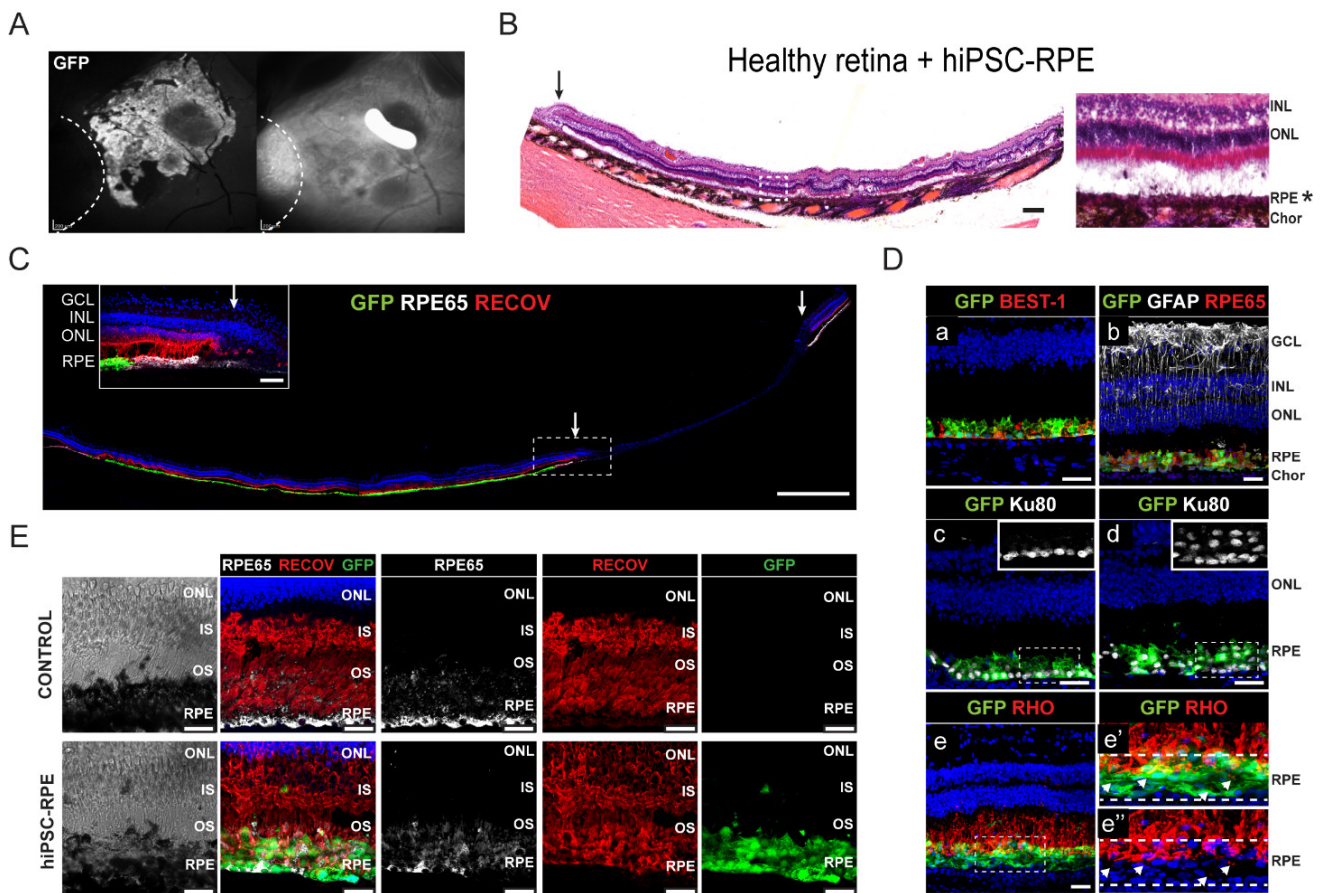 A
GFP
B
Healthy retina + hiPSC-RPE
INL
ONL
RPE *
Chor
C
GFP RPE65 RECOV
GCL
INL
ONL
RPE
D
GFP BEST-1
a
GFP GFAP RPE65
b
GCL
INL
ONL
RPE
Chor
GFP Ku80
c
GFP Ku80
d
ONL
RPE
GFP RHO
e
GFP RHO
e'
RPE
e''
RPE
E
RPE65 RECOV GFP
RPE65
RECOV
GFP
CONTROL
ONL
IS
OS
RPE
ONL
IS
OS
RPE
ONL
IS
OS
RPE
ONL
IS
OS
RPE
ONL
IS
OS
RPE
hiPSC-RPE
ONL
IS
OS
RPE
ONL
IS
OS
RPE
ONL
IS
OS
RPE
ONL
IS
OS
RPE
ONL
IS
OS
RPE